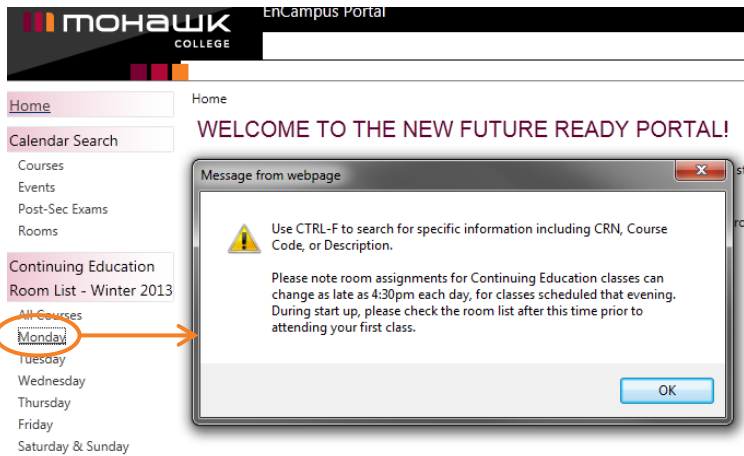 mohawk
COLLEGE
EnCampus Portal
Home
Calendar Search
Courses
Events
Post-Sec Exams
Rooms
Continuing Education
Room List - Winter 2013
All Courses
Monday
Tuesday
Wednesday
Thursday
Friday
Saturday & Sunday
Home
WELCOME TO THE NEW FUTURE READY PORTAL!
Message from webpage
Use CTRL-F to search for specific information including CRN, Course
Code, or Description.
Please note room assignments for Continuing Education classes can
change as late as 4:30pm each day, for classes scheduled that evening.
During start up, please check the room list after this time prior to
attending your first class.
OK